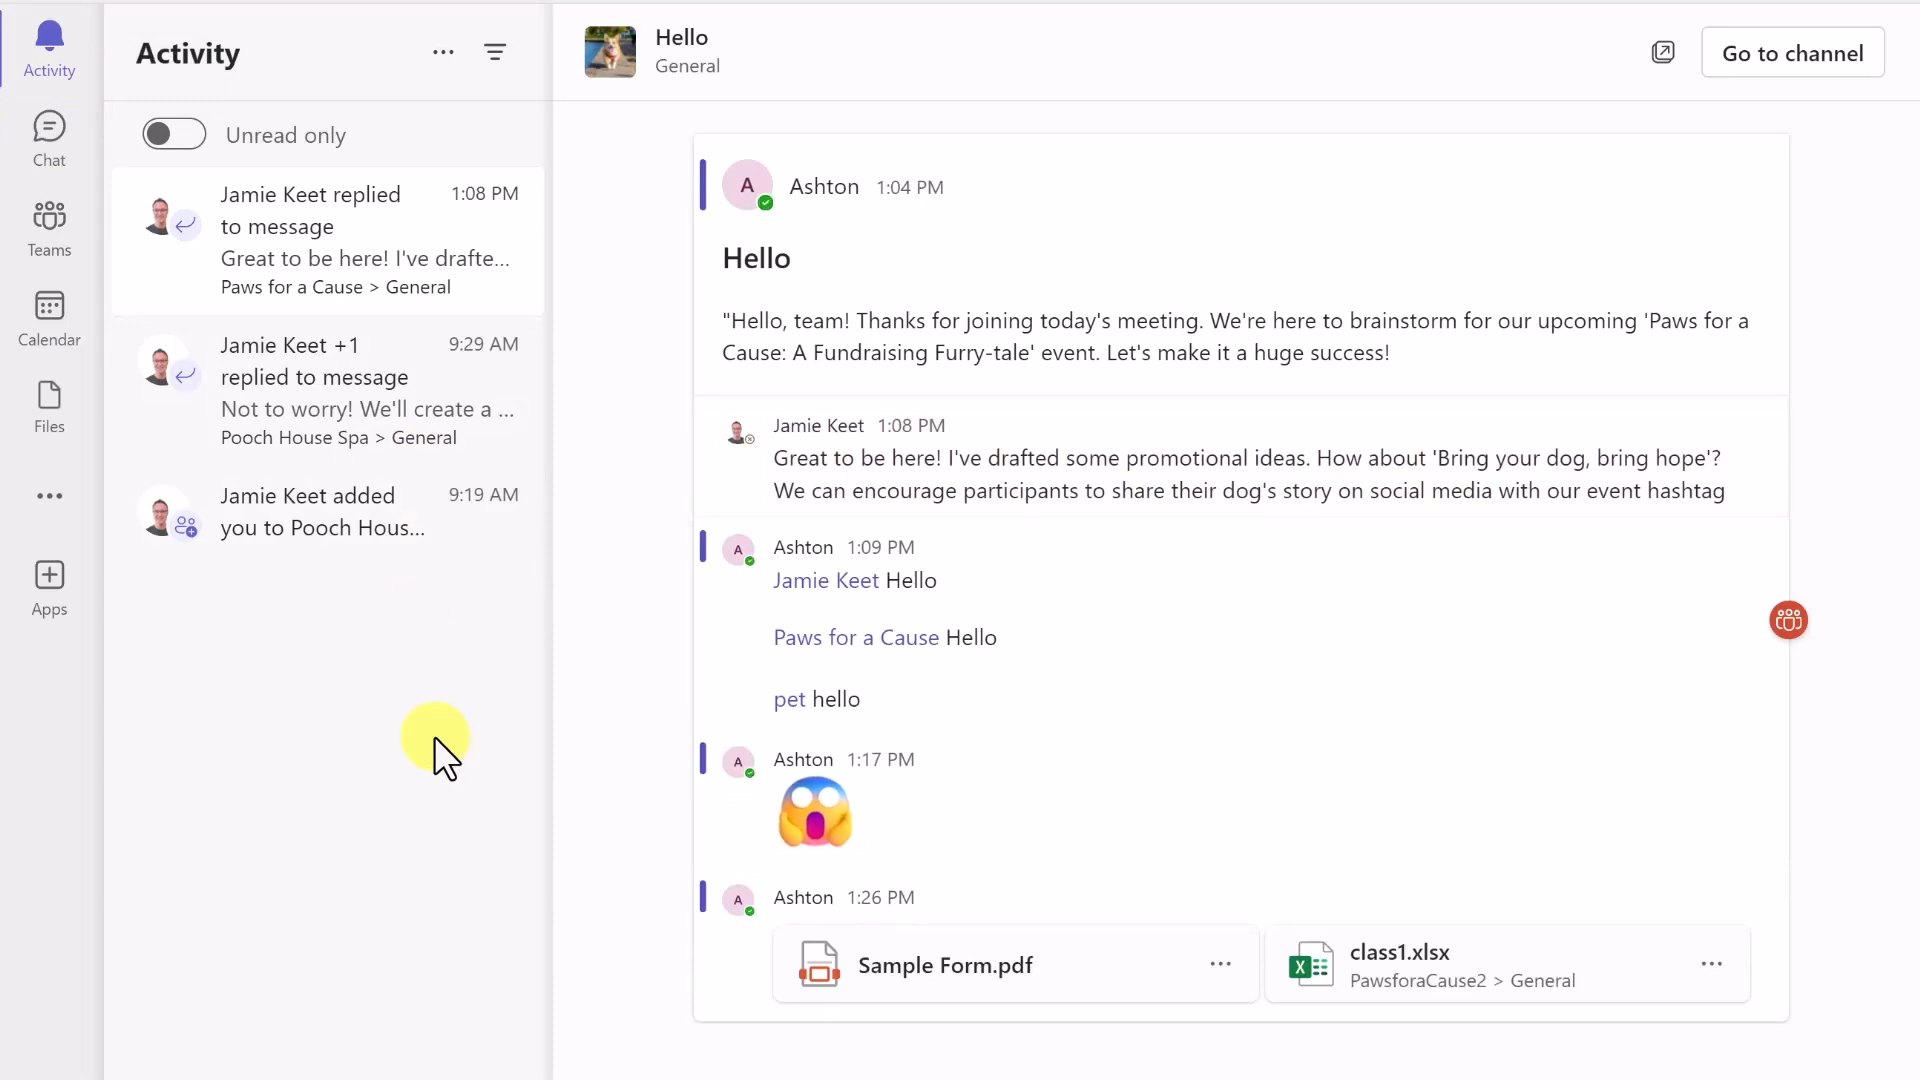 Activity
Chat
Teams
Calendar
Files
Apps
Activity
Unread only
Jamie Keet replied 1:08 PM
to message
Great to be here! I've drafte...
Paws for a Cause > General
Jamie Keet +1 9:29 AM
replied to message
Not to worry! We'll create a ...
Pooch House Spa > General
Jamie Keet added 9:19 AM
you to Pooch Hous...
Hello
General
Go to channel
A Ashton 1:04 PM
Hello
"Hello, team! Thanks for joining today's meeting. We're here to brainstorm for our upcoming 'Paws for a
Cause: A Fundraising Furry-tale' event. Let's make it a huge success!
Jamie Keet 1:08 PM
Great to be here! I've drafted some promotional ideas. How about 'Bring your dog, bring hope'?
We can encourage participants to share their dog's story on social media with our event hashtag
A Ashton 1:09 PM
Jamie Keet Hello
Paws for a Cause Hello
pet hello
A Ashton 1:17 PM
A Ashton 1:26 PM
Sample Form.pdf
X class1.xlsx
PawsforaCause2 > General